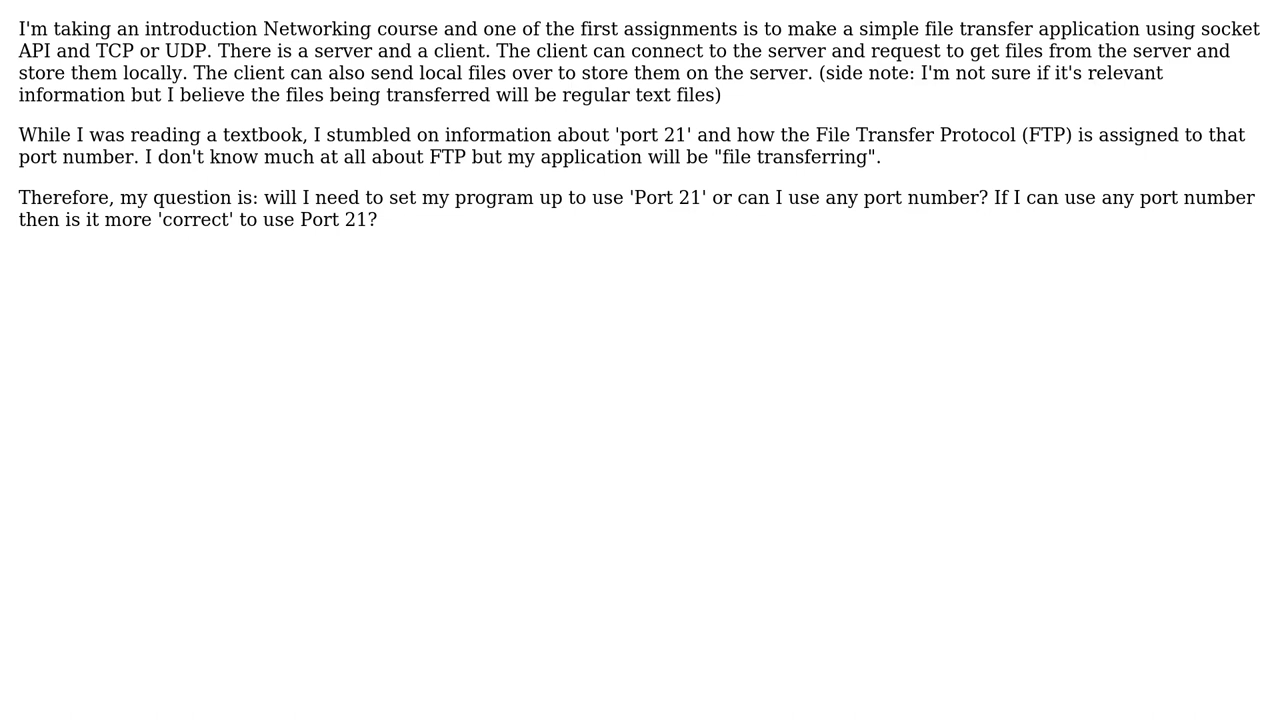 I'm taking an introduction Networking course and one of the first assignments is to make a simple file transfer application using socket
API and TCP or UDP. There is a server and a client. The client can connect to the server and request to get files from the server and
store them locally. The client can also send local files over to store them on the server. (side note: I'm not sure if it's relevant
information but I believe the files being transferred will be regular text files)
While I was reading a textbook, I stumbled on information about 'port 21' and how the File Transfer Protocol (FTP) is assigned to that
port number. I don't know much at all about FTP but my application will be "file transferring".
Therefore, my question is: will I need to set my program up to use 'Port 21' or can I use any port number? If I can use any port number
then is it more 'correct' to use Port 21?